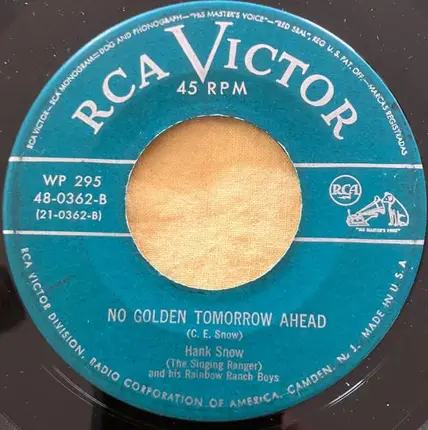 RCA VICTOR
45 RPM
RCA VICTOR—RCA MONOGRAM—DOG AND PHONOGRAPH—"HIS MASTER'S VOICE"—"RED SEAL", REG. U. S. PAT. OFF.—MARCAS REGISTRADAS
WP 295
48-0362-B
(21-0362-B)
RCA
"HIS MASTER'S VOICE"
NO GOLDEN TOMORROW AHEAD
(C. E. Snow)
Hank Snow
(The Singing Ranger)
and his Rainbow Ranch Boys
RCA VICTOR DIVISION, RADIO CORPORATION OF AMERICA, CAMDEN, N. J. MADE IN U.S.A.